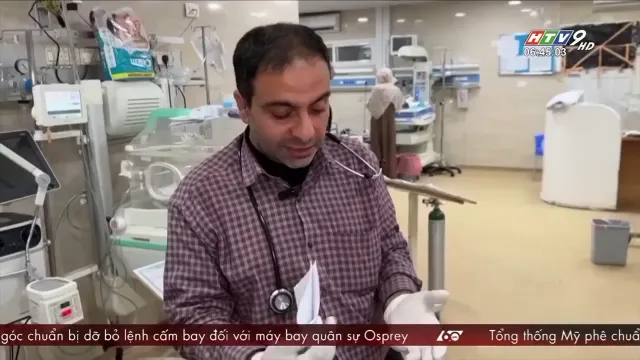 HTV9 HD
06:45:03
góc chuẩn bị dỡ bỏ lệnh cấm bay đối với máy bay quân sự Osprey 60 Tổng thống Mỹ phê chuẩ